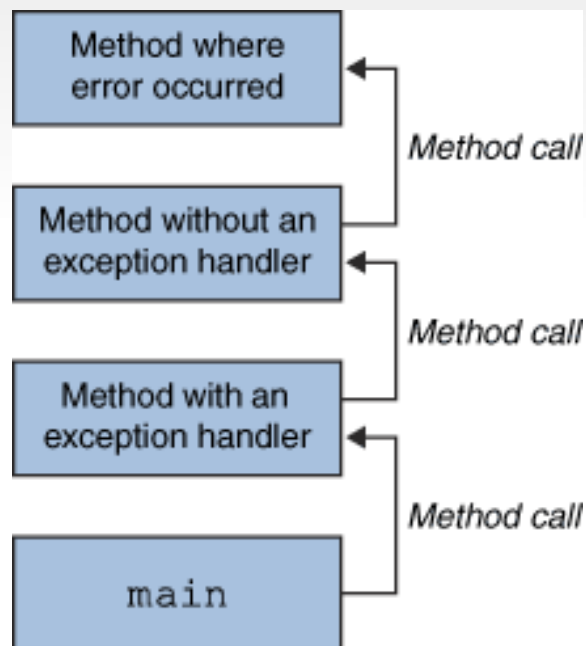 Method where
error occurred
Method call
Method without an
exception handler
Method call
Method with an
exception handler
Method call
main